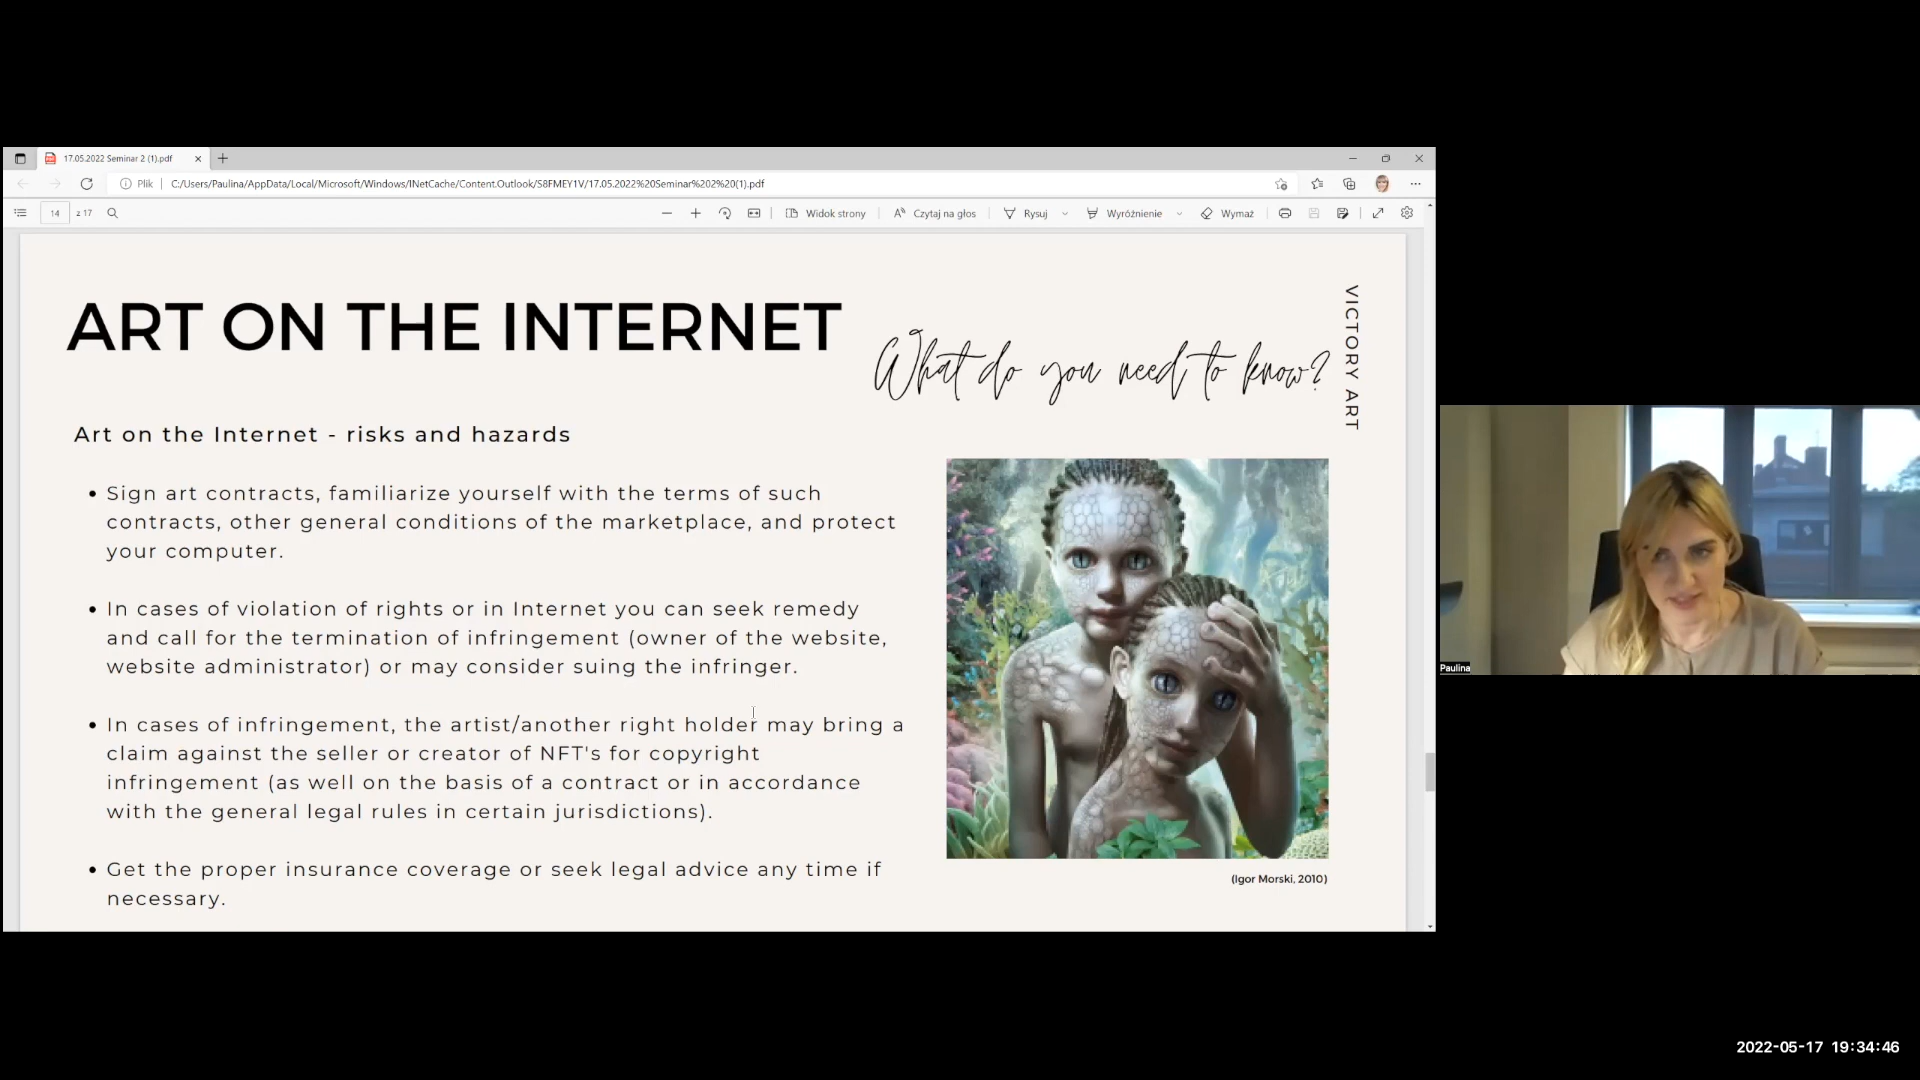 17.05.2022 Seminar 2 (1).pdf
Plik
C:/Users/Paulina/AppData/Local/Microsoft/Windows/INetCache/Content.Outlook/S8FMEY1V/17.05.2022%20Seminar%202%20(1).pdf
14 z 17
Widok strony
Czytaj na głos
Rysuj
Wyróżnienie
Wymaż
ART ON THE INTERNET
What do you need to know?
VICTORY ART
Art on the Internet - risks and hazards
• Sign art contracts, familiarize yourself with the terms of such
contracts, other general conditions of the marketplace, and protect
your computer.
• In cases of violation of rights or in Internet you can seek remedy
and call for the termination of infringement (owner of the website,
website administrator) or may consider suing the infringer.
• In cases of infringement, the artist/another right holder may bring a
claim against the seller or creator of NFT's for copyright
infringement (as well on the basis of a contract or in accordance
with the general legal rules in certain jurisdictions).
• Get the proper insurance coverage or seek legal advice any time if
necessary.
(Igor Morski, 2010)
Paulina
2022-05-17 19:34:46